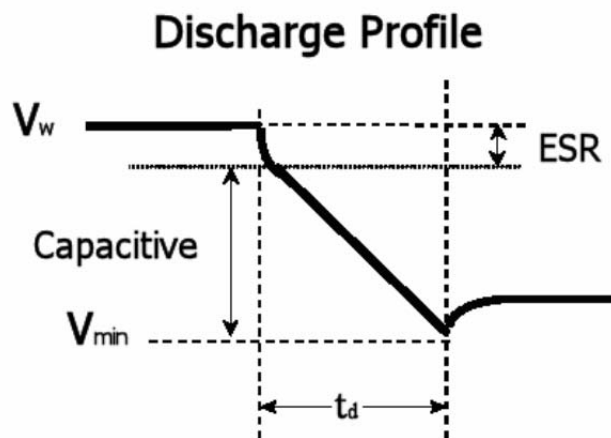 Discharge Profile
Vw
ESR
Capacitive
Vmin
td